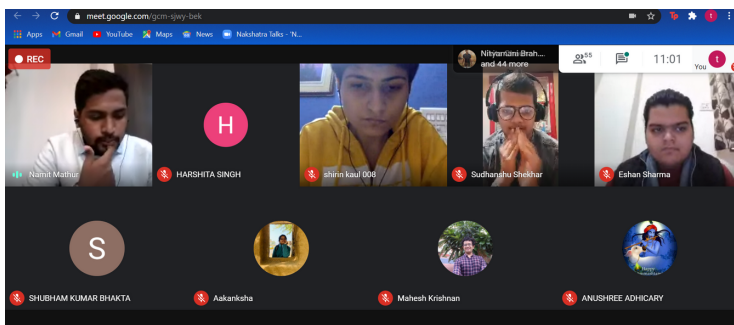 meet.google.com/gcm-sjwy-bek
Apps Gmail YouTube Maps News Nakshatra Talks - 'N...
REC
Nityamani Brah...
and 44 more
55
11:01
You
t
H
Namit Mathur
HARSHITA SINGH
shirin kaul 008
Sudhanshu Shekhar
Eshan Sharma
S
SHUBHAM KUMAR BHAKTA
Aakanksha
Mahesh Krishnan
ANUSHREE ADHICARY